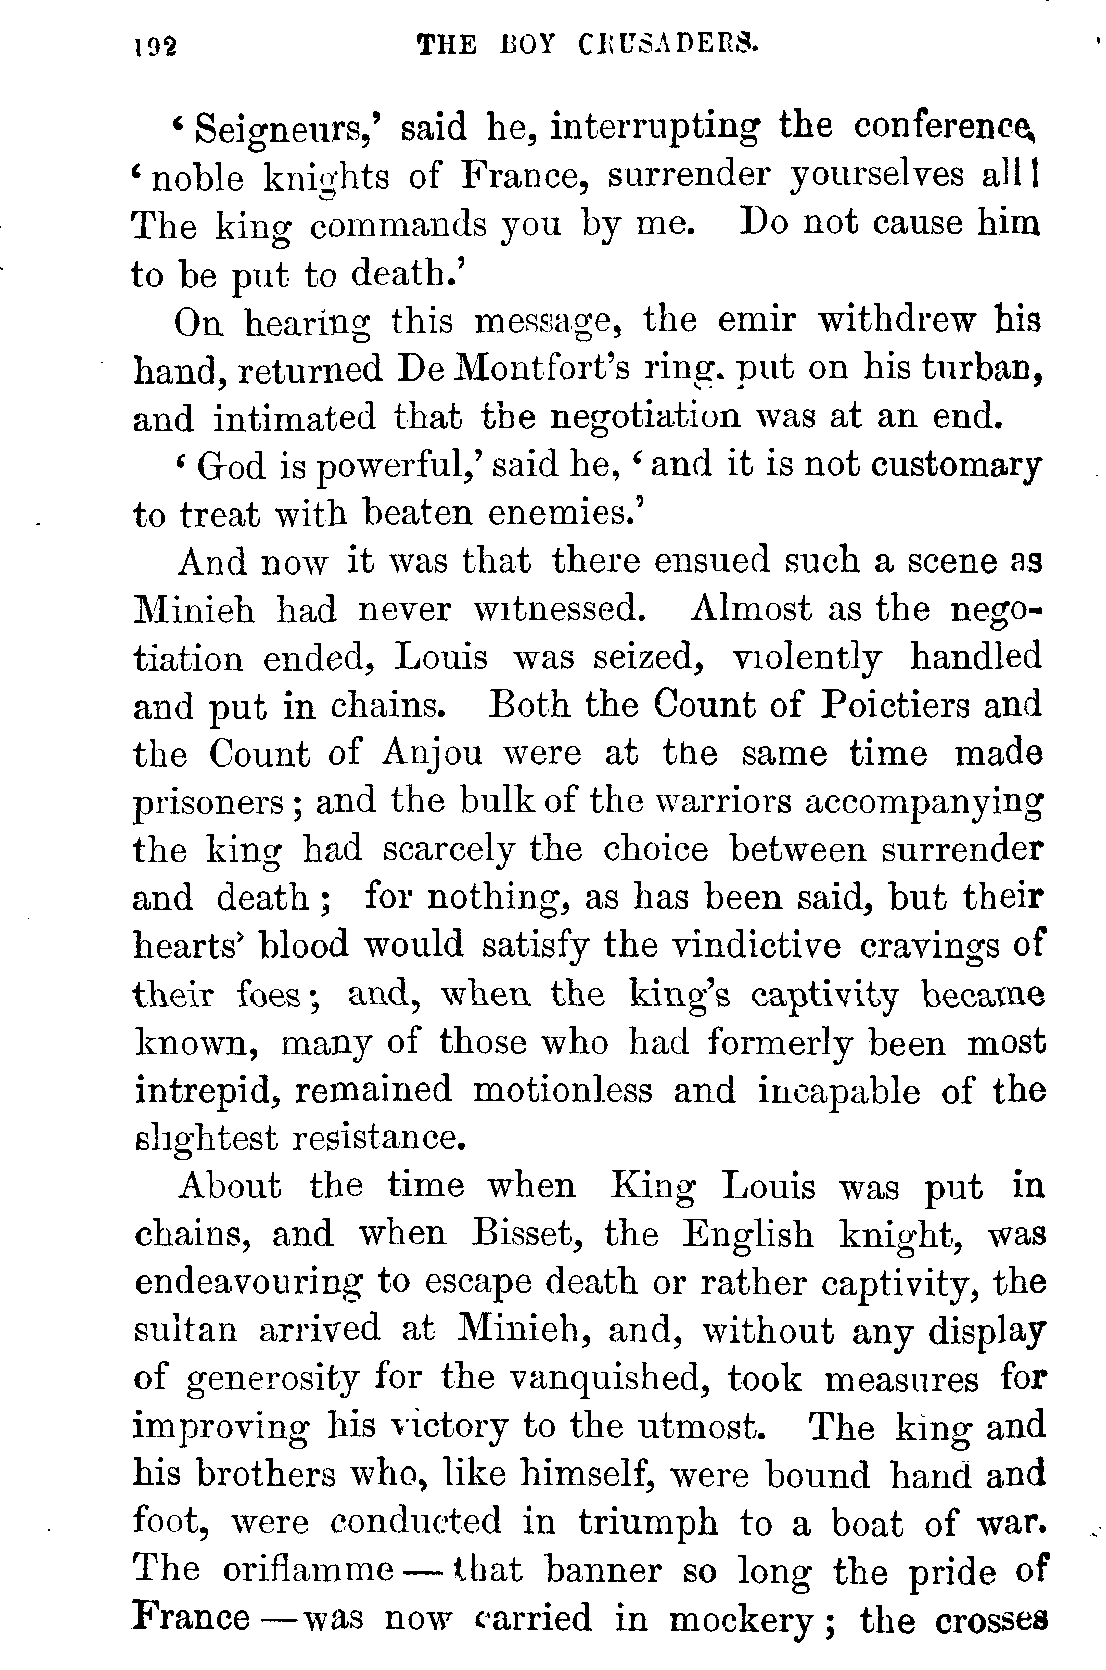 192 THE BOY CRUSADERS.
‘ Seigneurs,’ said he, interrupting the conference,
‘ noble knights of France, surrender yourselves all!
The king commands you by me. Do not cause him
to be put to death.’
On hearing this message, the emir withdrew his
hand, returned De Montfort’s ring, put on his turban,
and intimated that the negotiation was at an end.
‘ God is powerful,’ said he, ‘ and it is not customary
to treat with beaten enemies.’
And now it was that there ensued such a scene as
Minieh had never witnessed. Almost as the nego-
tiation ended, Louis was seized, violently handled
and put in chains. Both the Count of Poictiers and
the Count of Anjou were at the same time made
prisoners ; and the bulk of the warriors accompanying
the king had scarcely the choice between surrender
and death ; for nothing, as has been said, but their
hearts’ blood would satisfy the vindictive cravings of
their foes ; and, when the king’s captivity became
known, many of those who had formerly been most
intrepid, remained motionless and incapable of the
slightest resistance.
About the time when King Louis was put in
chains, and when Bisset, the English knight, was
endeavouring to escape death or rather captivity, the
sultan arrived at Minieh, and, without any display
of generosity for the vanquished, took measures for
improving his victory to the utmost. The king and
his brothers who, like himself, were bound hand and
foot, were conducted in triumph to a boat of war.
The oriflamme — that banner so long the pride of
France — was now carried in mockery ; the crosses